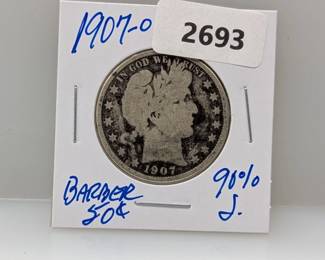 1907-O
2693
IN GOD WE TRUST
1907
BARBER 90%
50¢ S.